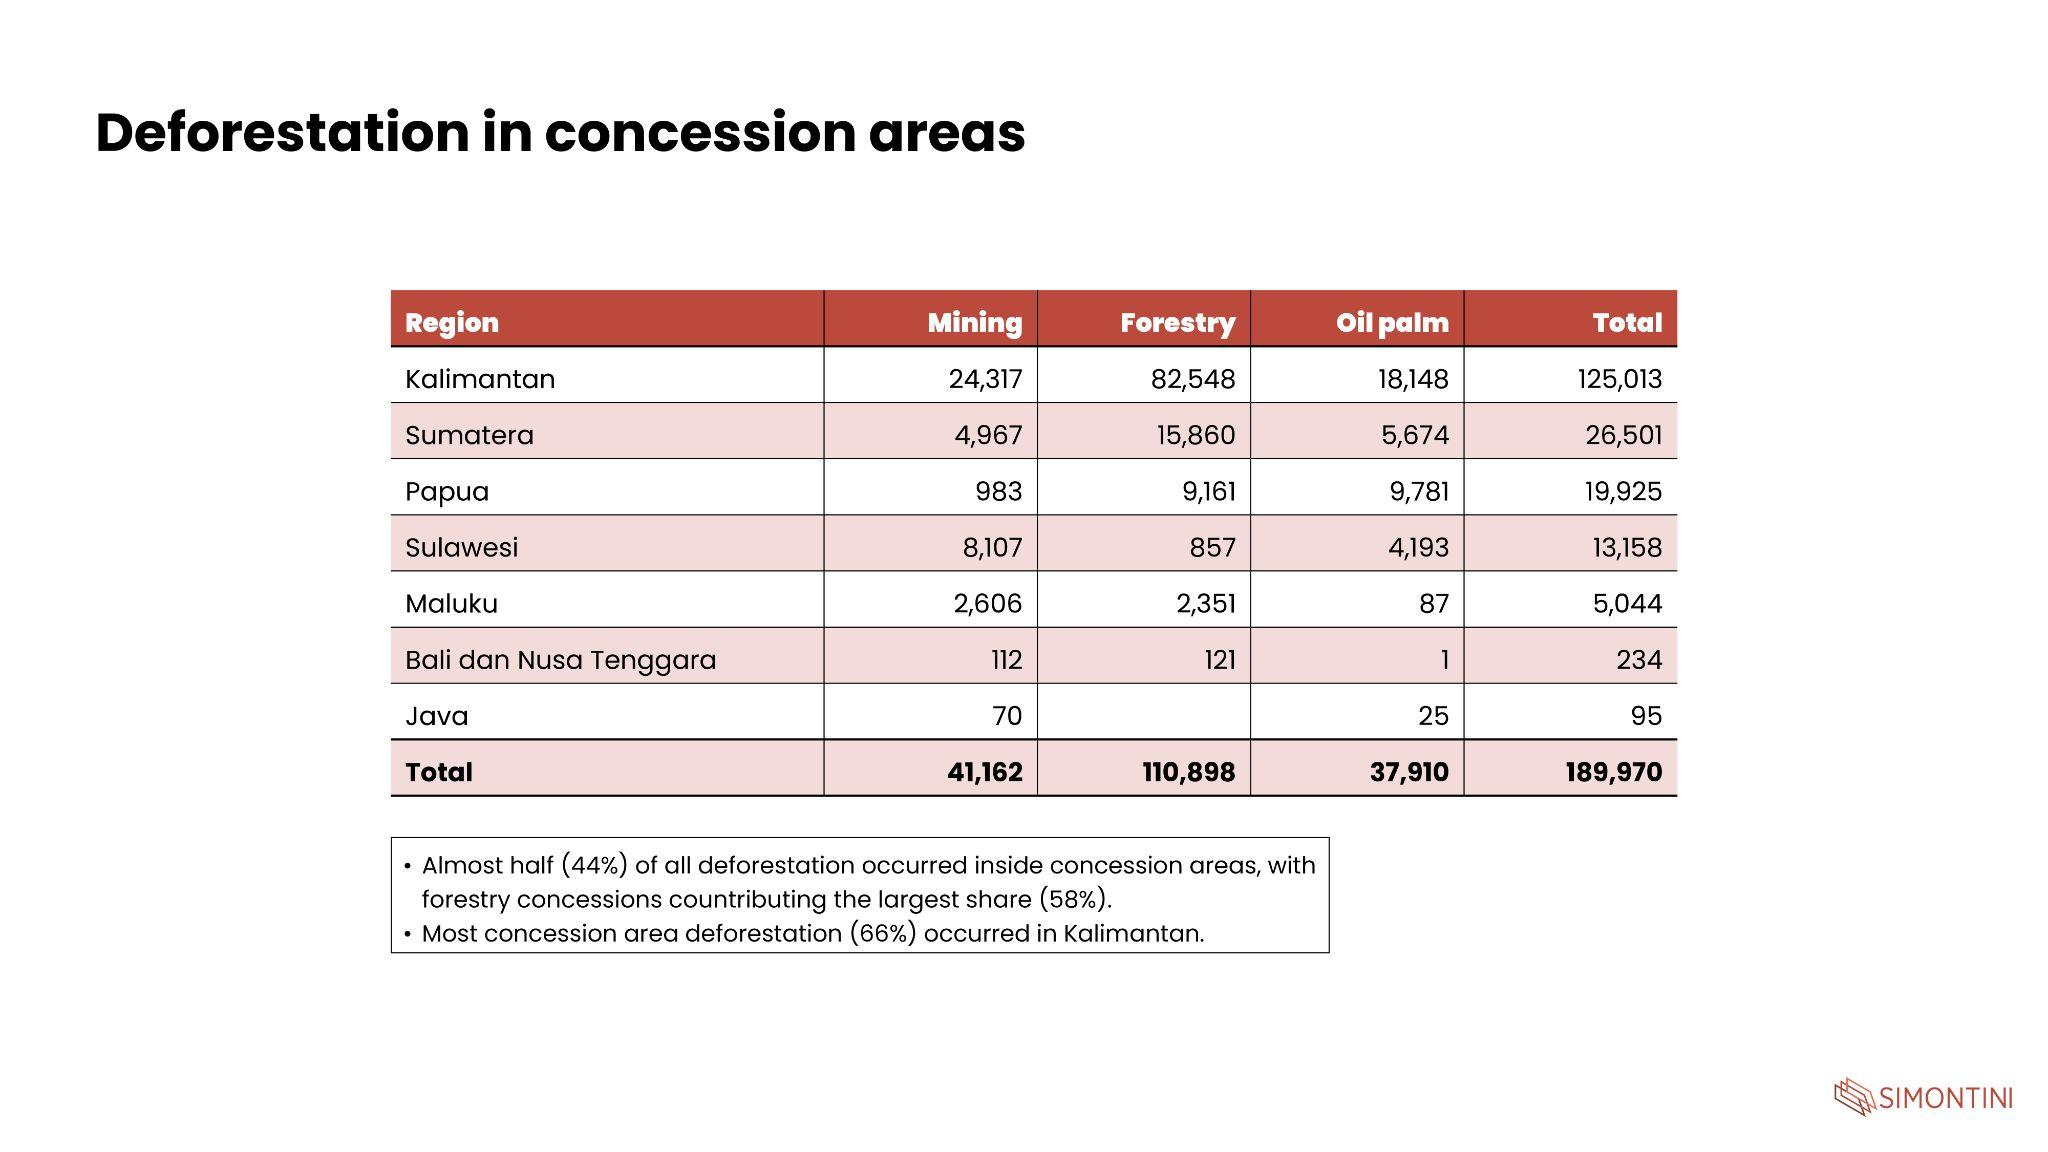 Deforestation in concession areas
Region Mining Forestry Oil palm Total
Kalimantan 24,317 82,548 18,148 125,013
Sumatera 4,967 15,860 5,674 26,501
Papua 983 9,161 9,781 19,925
Sulawesi 8,107 857 4,193 13,158
Maluku 2,606 2,351 87 5,044
Bali dan Nusa Tenggara 112 121 1 234
Java 70 25 95
Total 41,162 110,898 37,910 189,970
• Almost half (44%) of all deforestation occurred inside concession areas, with
forestry concessions countributing the largest share (58%).
• Most concession area deforestation (66%) occurred in Kalimantan.
SIMONTINI